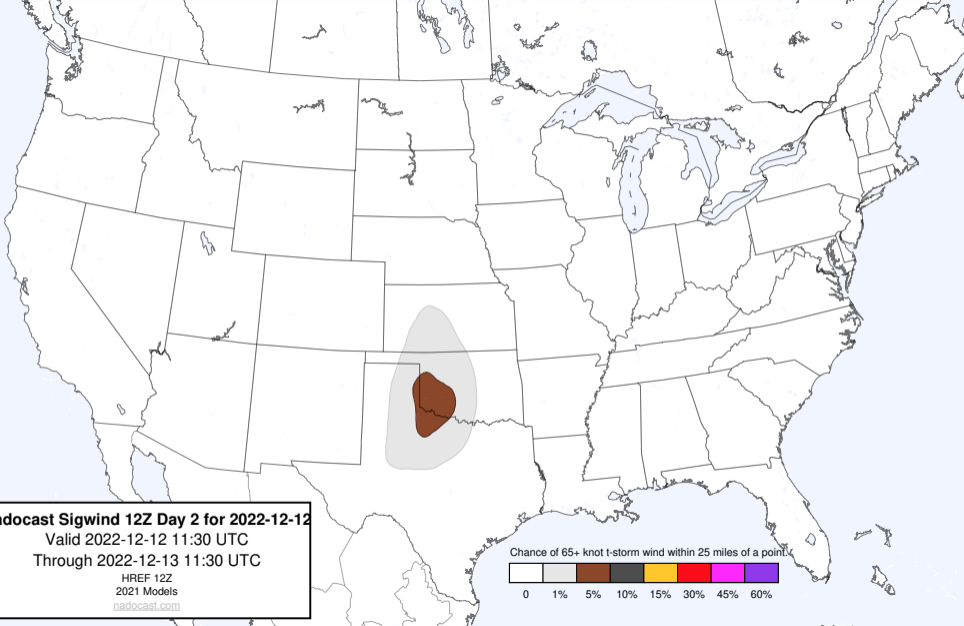 adocast Sigwind 12Z Day 2 for 2022-12-12
Valid 2022-12-12 11:30 UTC
Through 2022-12-13 11:30 UTC
HREF 12Z
2021 Models
nadocast.com
Chance of 65+ knot t-storm wind within 25 miles of a point.
0 1% 5% 10% 15% 30% 45% 60%